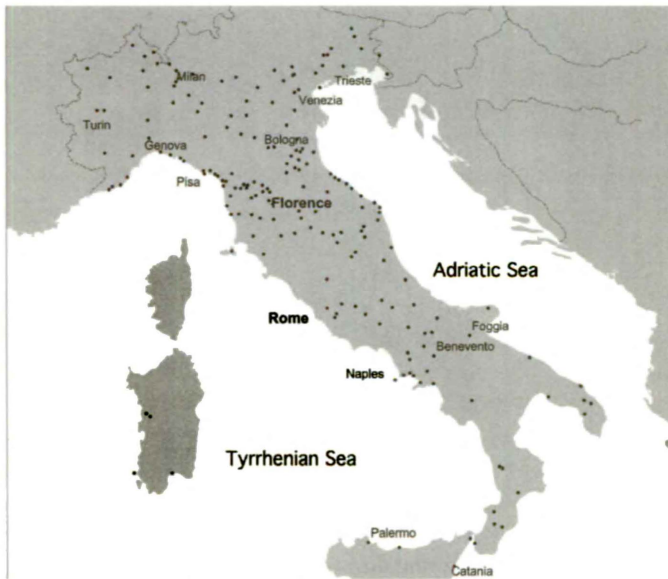 Milan
Trieste
Venezia
Turin
Bologna
Genova
Pisa
Florence
Adriatic Sea
Rome
Foggia
Benevento
Naples
Tyrrhenian Sea
Palermo
Catania